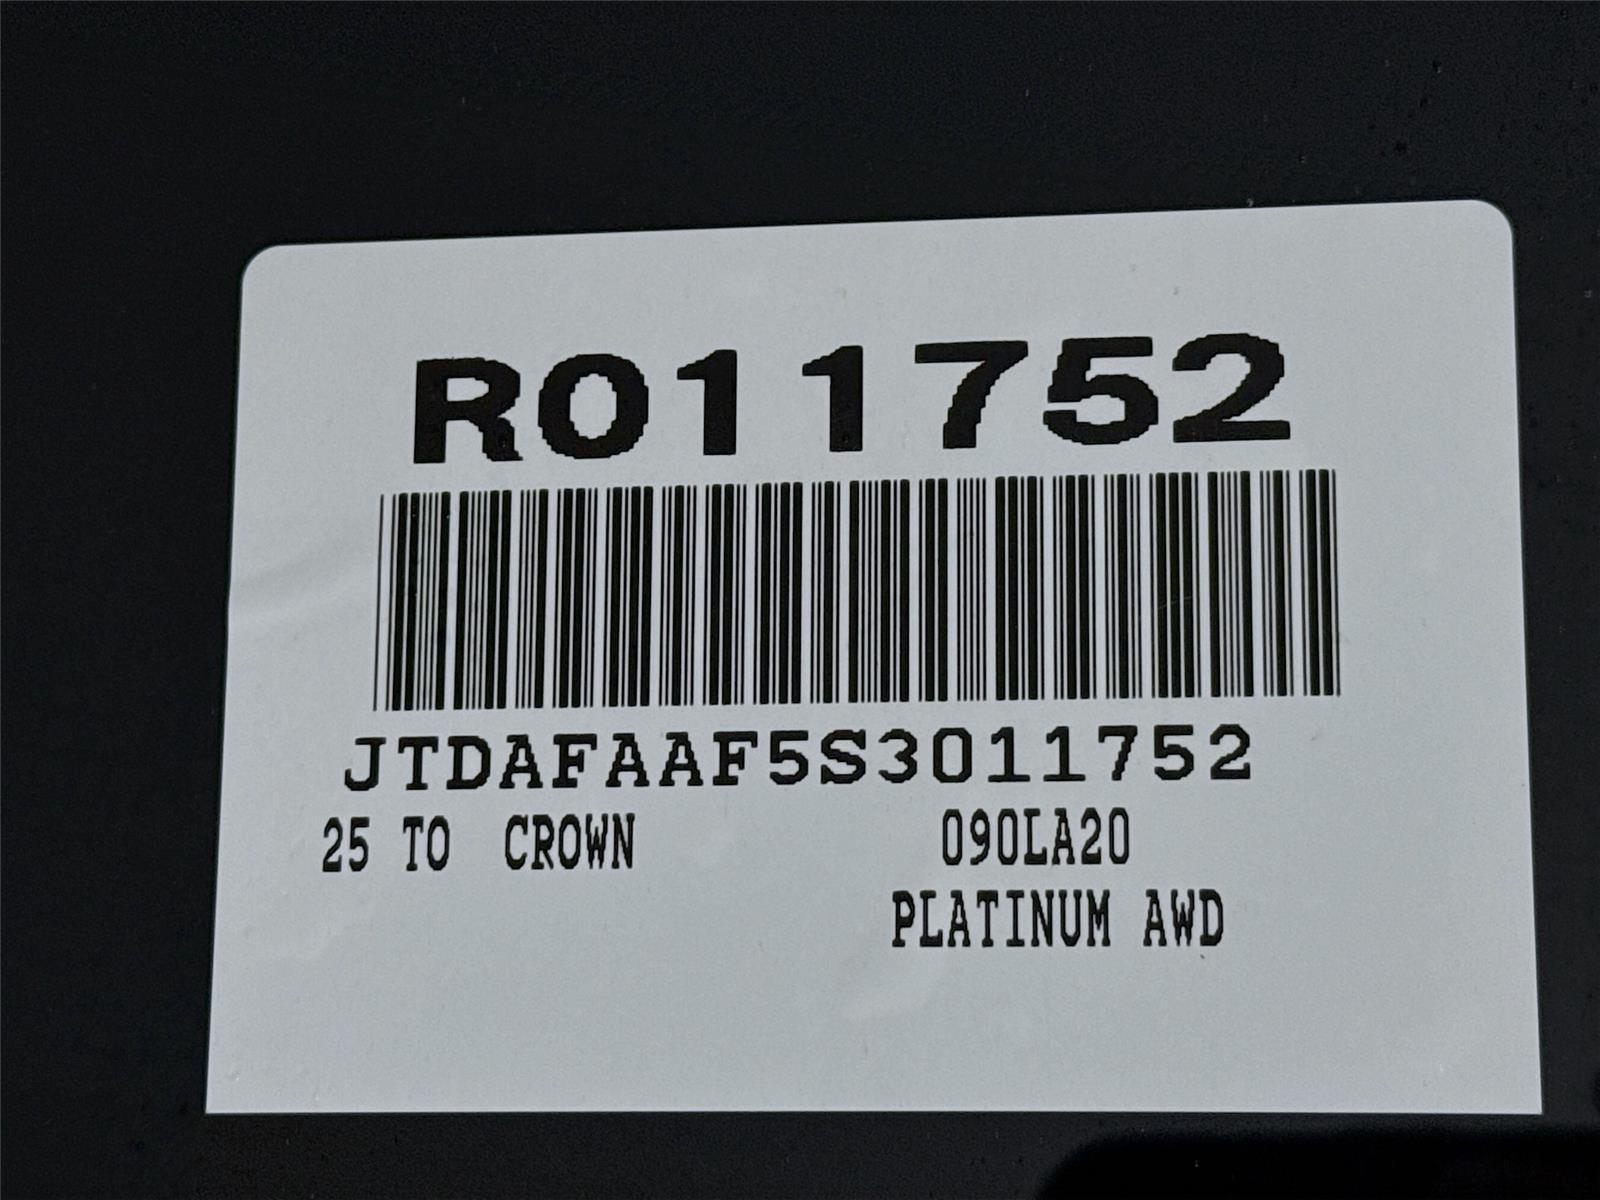 R011752
JTDAFAAF5S3011752
25 TO CROWN 090LA20
PLATINUM AWD